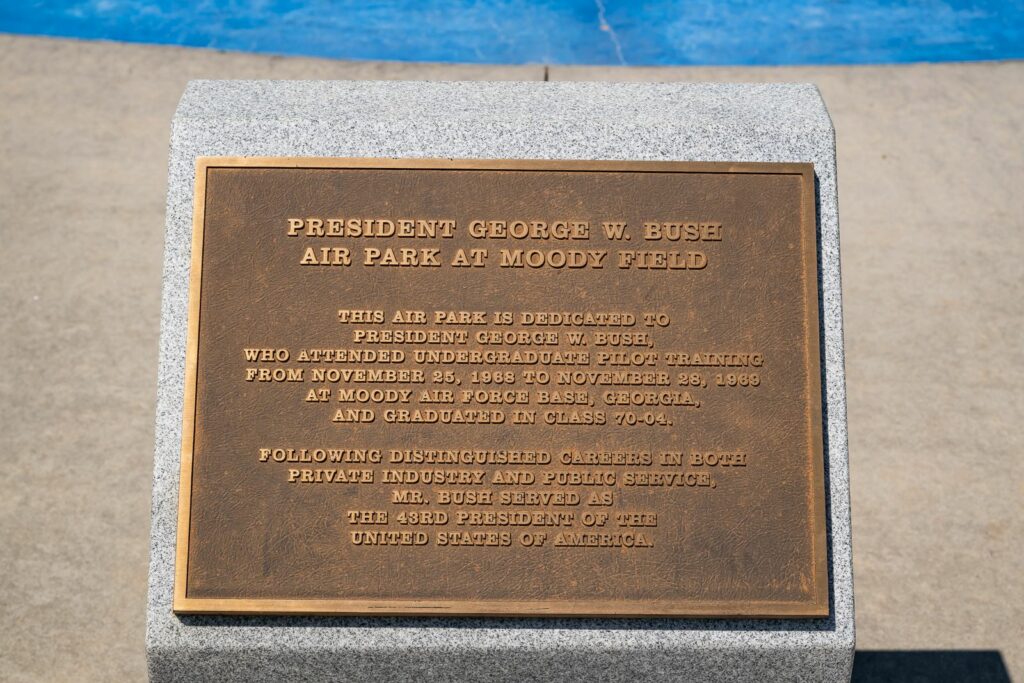 PRESIDENT GEORGE W. BUSH
AIR PARK AT MOODY FIELD
THIS AIR PARK IS DEDICATED TO
PRESIDENT GEORGE W. BUSH,
WHO ATTENDED UNDERGRADUATE PILOT TRAINING
FROM NOVEMBER 25, 1968 TO NOVEMBER 28, 1969
AT MOODY AIR FORCE BASE, GEORGIA,
AND GRADUATED IN CLASS 70-04.
FOLLOWING DISTINGUISHED CAREERS IN BOTH
PRIVATE INDUSTRY AND PUBLIC SERVICE,
MR. BUSH SERVED AS
THE 43RD PRESIDENT OF THE
UNITED STATES OF AMERICA.